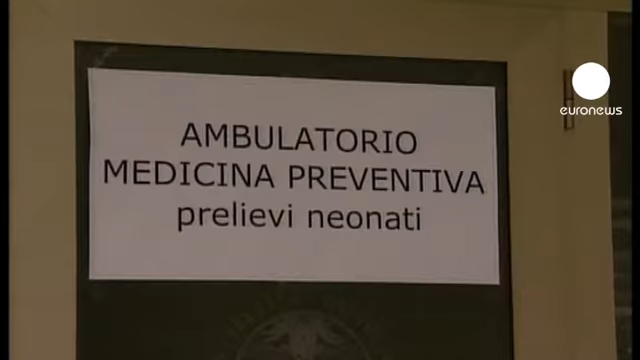 AMBULATORIO
MEDICINA PREVENTIVA
prelievi neonati
euronews